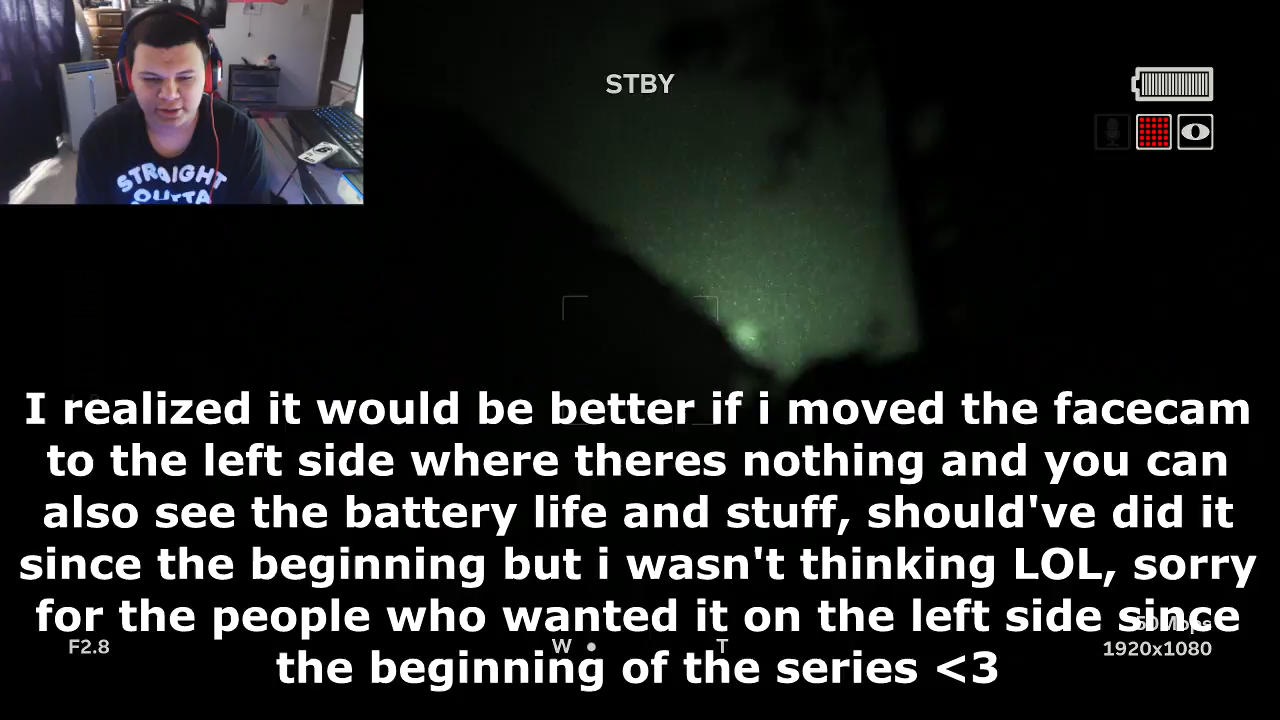 STBY
STRAIGHT
OUTTA
I realized it would be better if i moved the facecam
to the left side where theres nothing and you can
also see the battery life and stuff, should've did it
since the beginning but i wasn't thinking LOL, sorry
for the people who wanted it on the left side since
the beginning of the series <3
F2.8
W
T
1920x1080